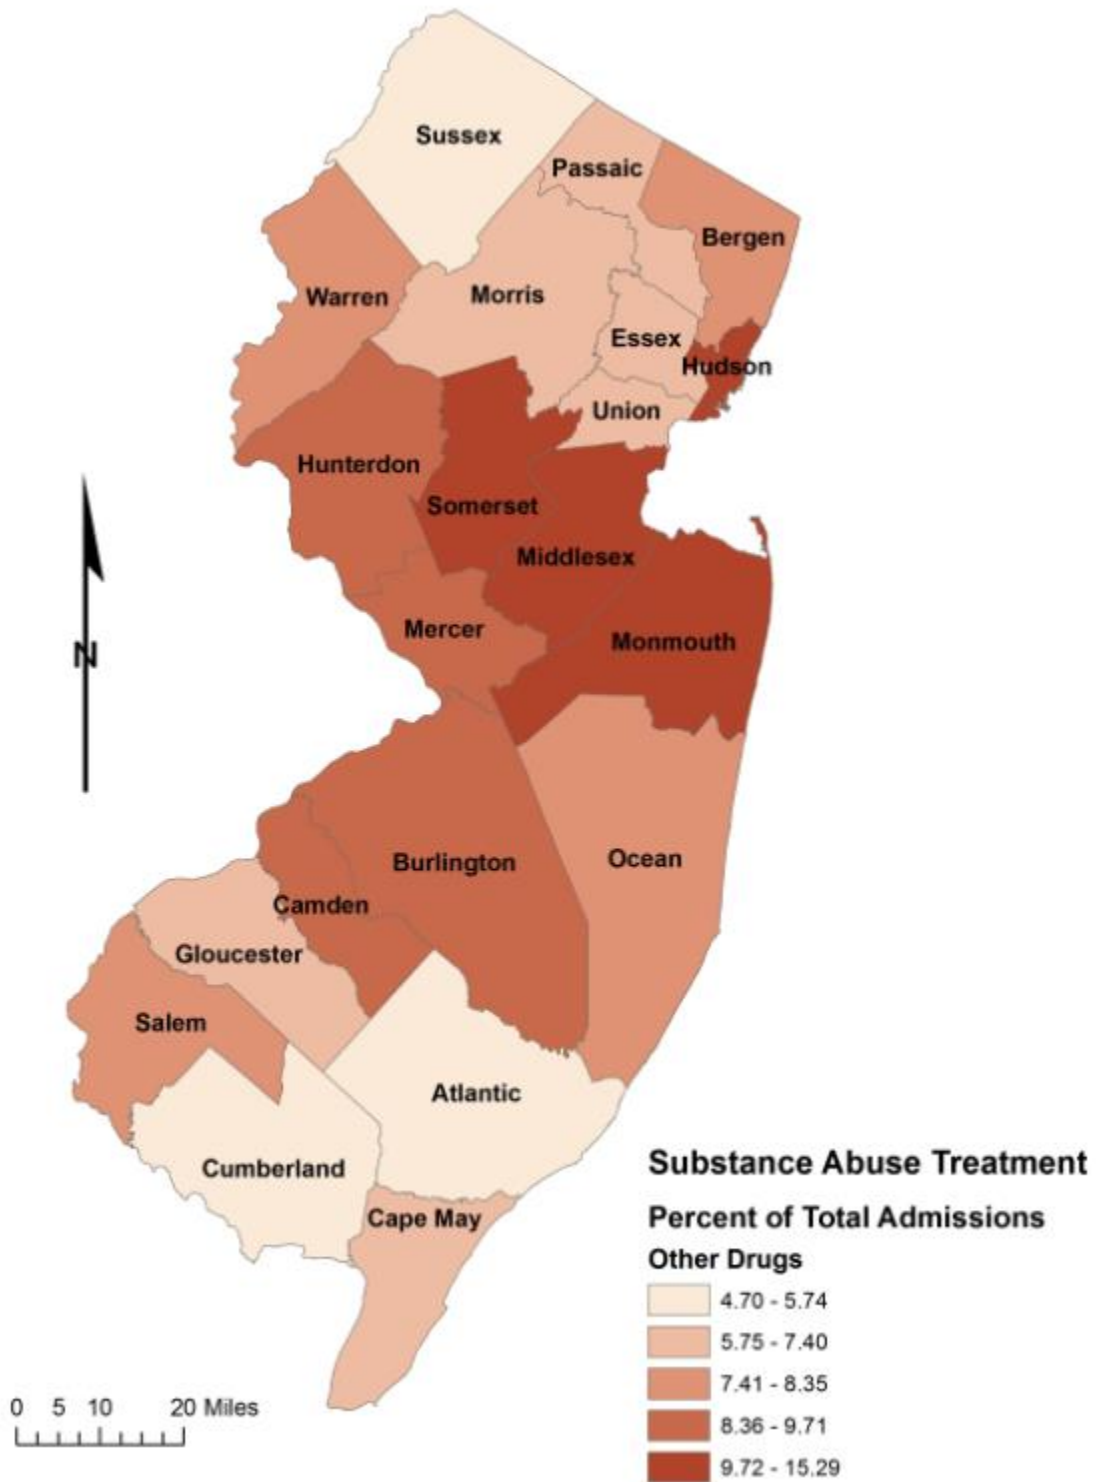 Sussex
Passaic
Bergen
Warren
Morris
Essex
Hudson
Union
Hunterdon
Somerset
Middlesex
Mercer
Monmouth
N
Burlington
Ocean
Camden
Gloucester
Salem
Atlantic
Cumberland
Cape May
Substance Abuse Treatment
Percent of Total Admissions
Other Drugs
4.70 - 5.74
5.75 - 7.40
7.41 - 8.35
8.36 - 9.71
9.72 - 15.29
0 5 10 20 Miles